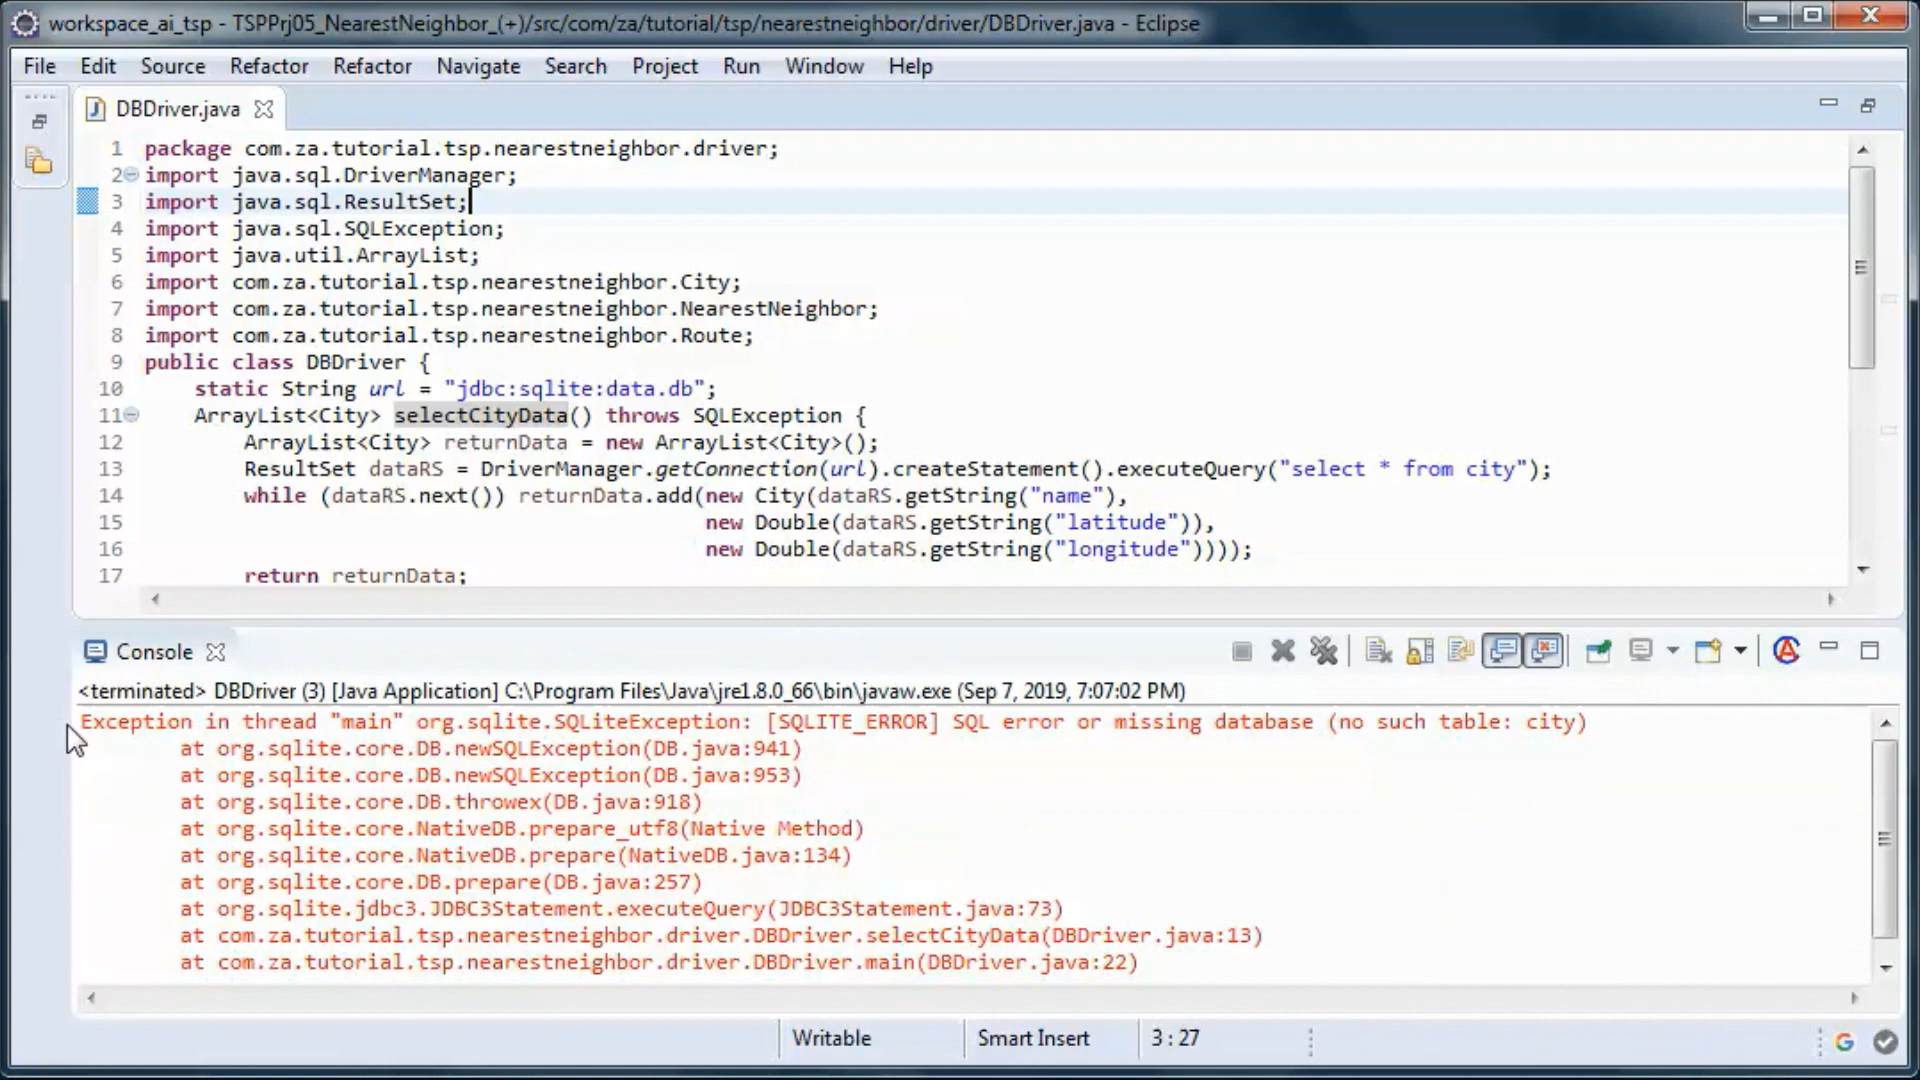 workspace_ai_tsp - TSPPrj05_NearestNeighbor_(+)/src/com/za/tutorial/tsp/nearestneighbor/driver/DBDriver.java - Eclipse
File Edit Source Refactor Refactor Navigate Search Project Run Window Help
DBDriver.java
1 package com.za.tutorial.tsp.nearestneighbor.driver;
2 import java.sql.DriverManager;
3 import java.sql.ResultSet;
4 import java.sql.SQLException;
5 import java.util.ArrayList;
6 import com.za.tutorial.tsp.nearestneighbor.City;
7 import com.za.tutorial.tsp.nearestneighbor.NearestNeighbor;
8 import com.za.tutorial.tsp.nearestneighbor.Route;
9 public class DBDriver {
10 static String url = "jdbc:sqlite:data.db";
11 ArrayList<City> selectCityData() throws SQLException {
12 ArrayList<City> returnData = new ArrayList<City>();
13 ResultSet dataRS = DriverManager.getConnection(url).createStatement().executeQuery("select * from city");
14 while (dataRS.next()) returnData.add(new City(dataRS.getString("name"),
15 new Double(dataRS.getString("latitude")),
16 new Double(dataRS.getString("longitude"))));
17 return returnData;
Console
<terminated> DBDriver (3) [Java Application] C:\Program Files\Java\jre1.8.0_66\bin\javaw.exe (Sep 7, 2019, 7:07:02 PM)
Exception in thread "main" org.sqlite.SQLiteException: [SQLITE_ERROR] SQL error or missing database (no such table: city)
at org.sqlite.core.DB.newSQLException(DB.java:941)
at org.sqlite.core.DB.newSQLException(DB.java:953)
at org.sqlite.core.DB.throwex(DB.java:918)
at org.sqlite.core.NativeDB.prepare_utf8(Native Method)
at org.sqlite.core.NativeDB.prepare(NativeDB.java:134)
at org.sqlite.core.DB.prepare(DB.java:257)
at org.sqlite.jdbc3.JDBC3Statement.executeQuery(JDBC3Statement.java:73)
at com.za.tutorial.tsp.nearestneighbor.driver.DBDriver.selectCityData(DBDriver.java:13)
at com.za.tutorial.tsp.nearestneighbor.driver.DBDriver.main(DBDriver.java:22)
Writable Smart Insert 3 : 27